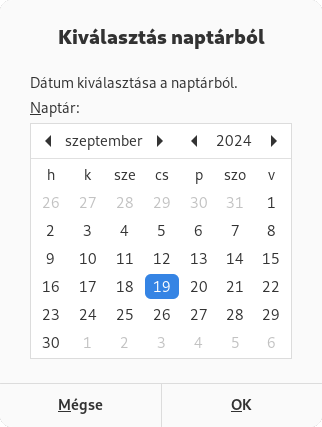 Kiválasztás naptárból
Dátum kiválasztása a naptárból.
Naptár:
szeptember 2024
h k sze cs p szo v
26 27 28 29 30 31 1
2 3 4 5 6 7 8
9 10 11 12 13 14 15
16 17 18 19 20 21 22
23 24 25 26 27 28 29
30 1 2 3 4 5 6
Mégse OK